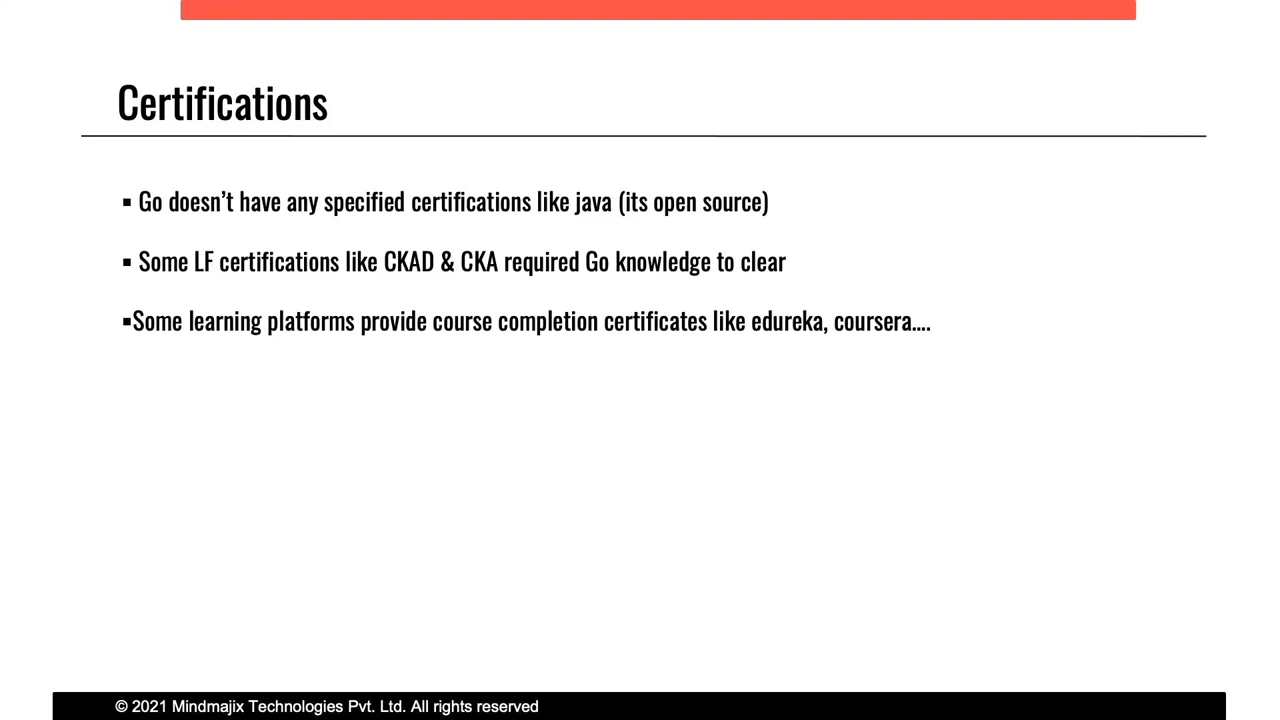 Certifications
▪ Go doesn’t have any specified certifications like java (its open source)
▪ Some LF certifications like CKAD & CKA required Go knowledge to clear
▪Some learning platforms provide course completion certificates like edureka, coursera....
© 2021 Mindmajix Technologies Pvt. Ltd. All rights reserved